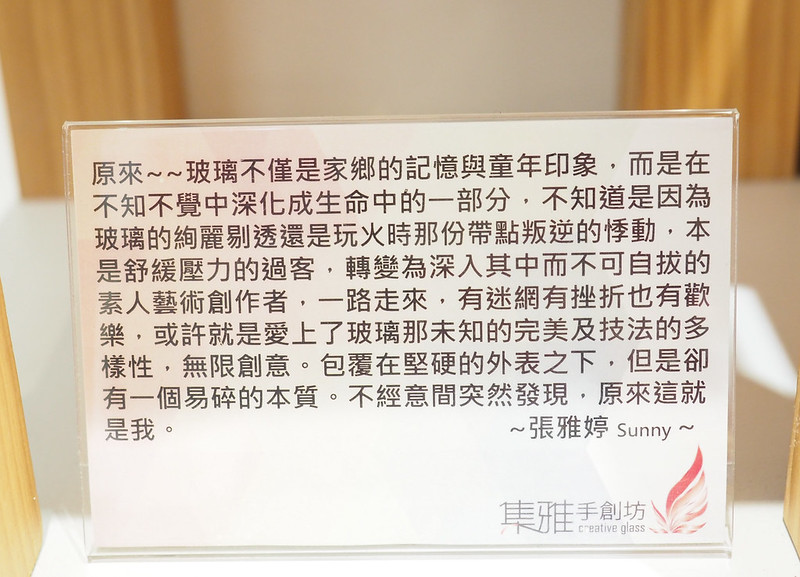 原來~~玻璃不僅是家鄉的記憶與童年印象，而是在
不知不覺中深化成生命中的一部分，不知道是因為
玻璃的絢麗剔透還是玩火時那份帶點叛逆的悸動，本
是舒緩壓力的過客，轉變為深入其中而不可自拔的
素人藝術創作者，一路走來，有迷網有挫折也有歡
樂，或許就是愛上了玻璃那未知的完美及技法的多
樣性，無限創意。包覆在堅硬的外表之下，但是卻
有一個易碎的本質。不經意間突然發現，原來這就
是我。 ~張雅婷 Sunny ~
集雅手創坊
creative glass